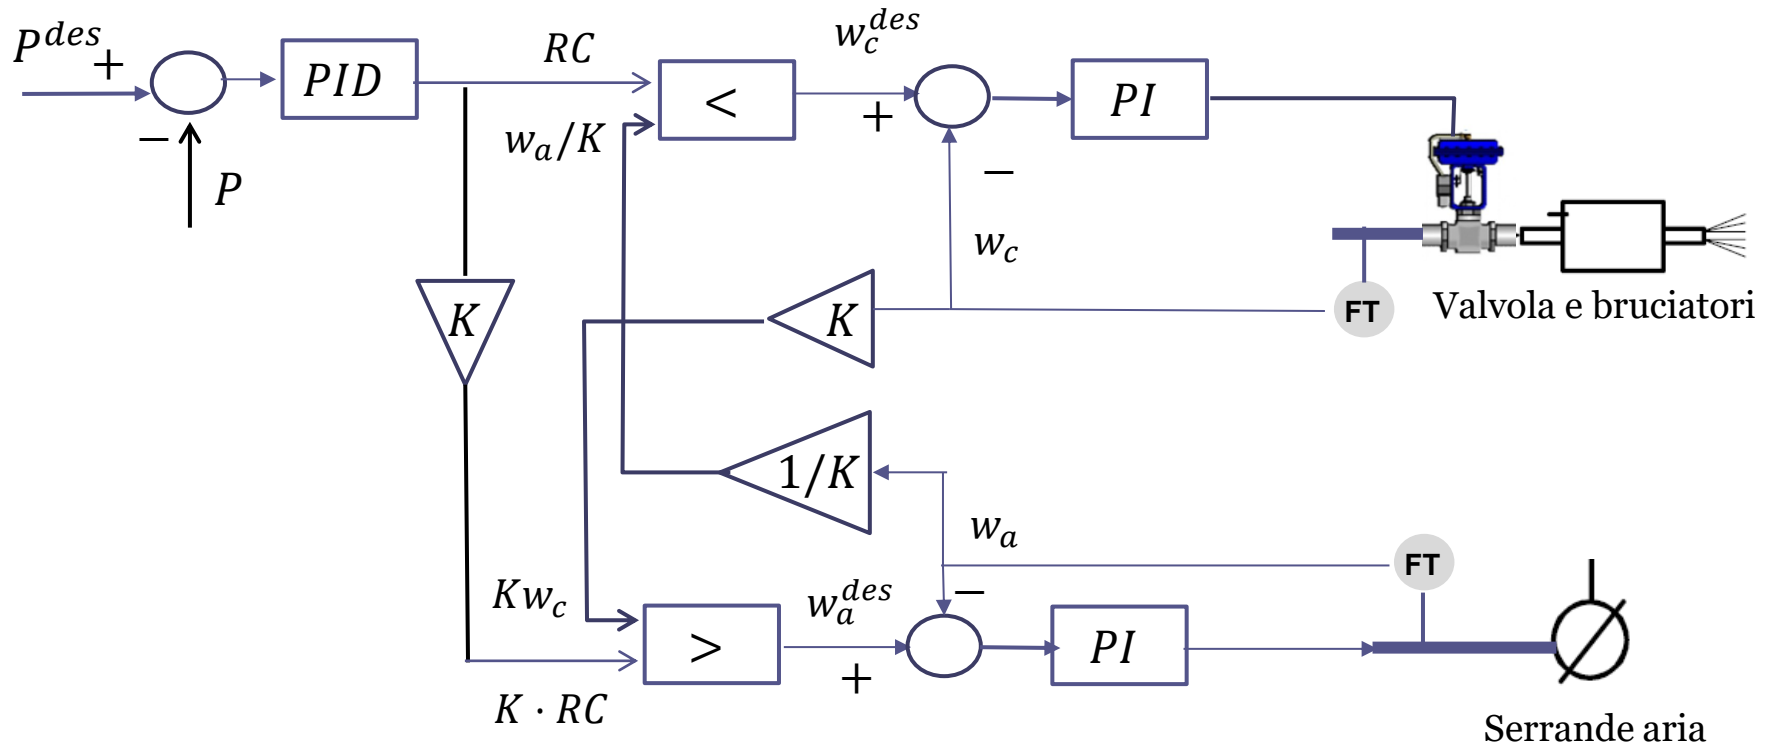 P^{des}
+
−
P
PID
RC
w_a/K
<
w_c^{des}
+
−
PI
w_c
FT
Valvola e bruciatori
K
K
1/K
w_a
FT
Kw_c
K · RC
>
w_a^{des}
+
−
PI
Serrande aria